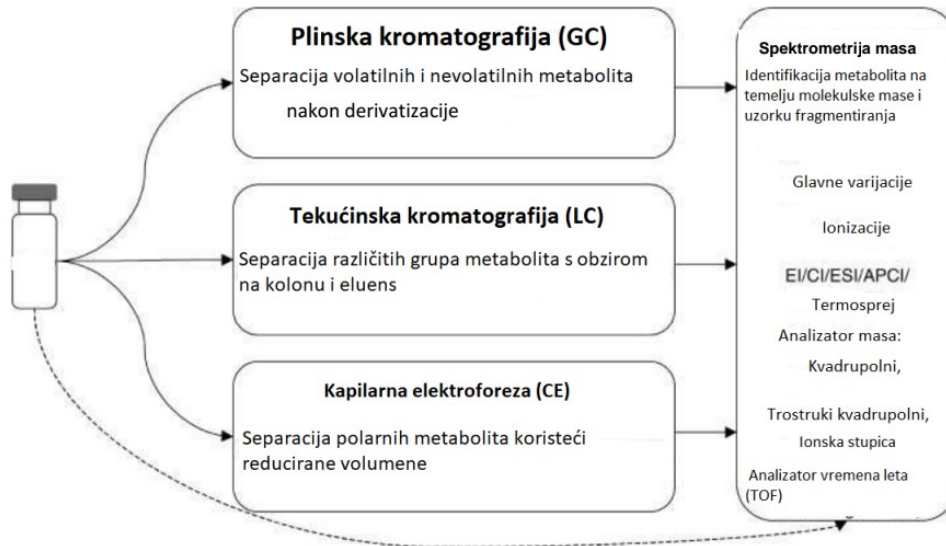 Plinska kromatografija (GC)
Separacija volatilnih i nevolatilnih metabolita
nakon derivatizacije
Tekućinska kromatografija (LC)
Separacija različitih grupa metabolita s obzirom
na kolonu i eluens
Kapilarna elektroforeza (CE)
Separacija polarnih metabolita koristeći
reducirane volumene
Spektrometrija masa
Identifikacija metabolita na
temelju molekulske mase i
uzorku fragmentiranja
Glavne varijacije
Ionizacije
EI/CI/ESI/APCI/
Termosprej
Analizator masa:
Kvadrupolni,
Trostruki kvadrupolni,
Ionska stupica
Analizator vremena leta
(TOF)